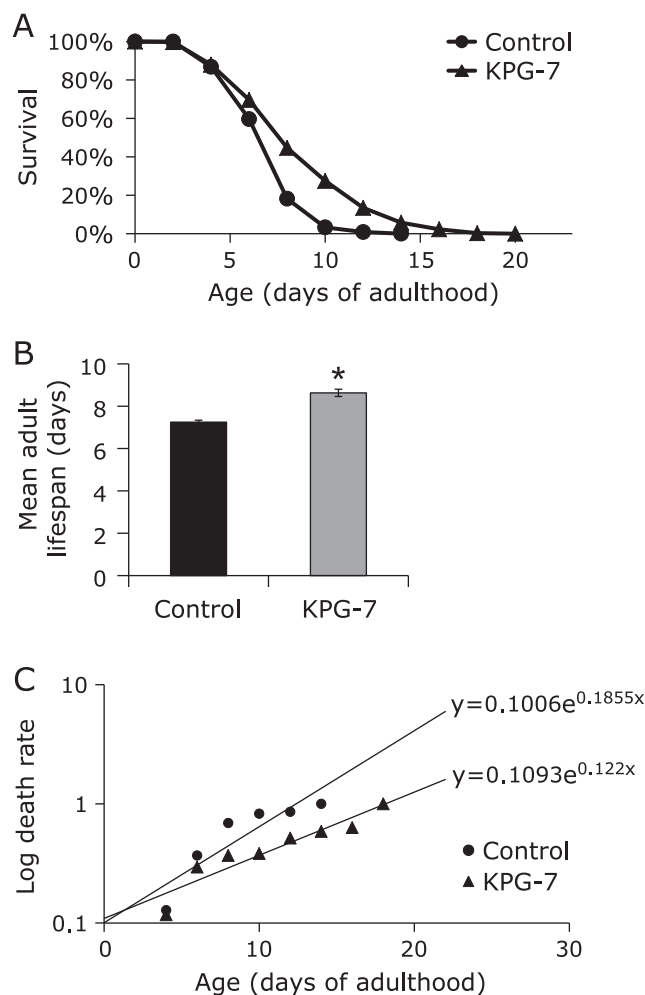 A
100%
80%
60%
40%
20%
0%
Survival
Control
KPG-7
0 5 10 15 20
Age (days of adulthood)
B
10
8
6
4
2
0
Mean adult
lifespan (days)
*
Control KPG-7
C
10
1
0.1
Log death rate
y=0.1006e^0.1855x
y=0.1093e^0.122x
Control
KPG-7
0 10 20 30
Age (days of adulthood)